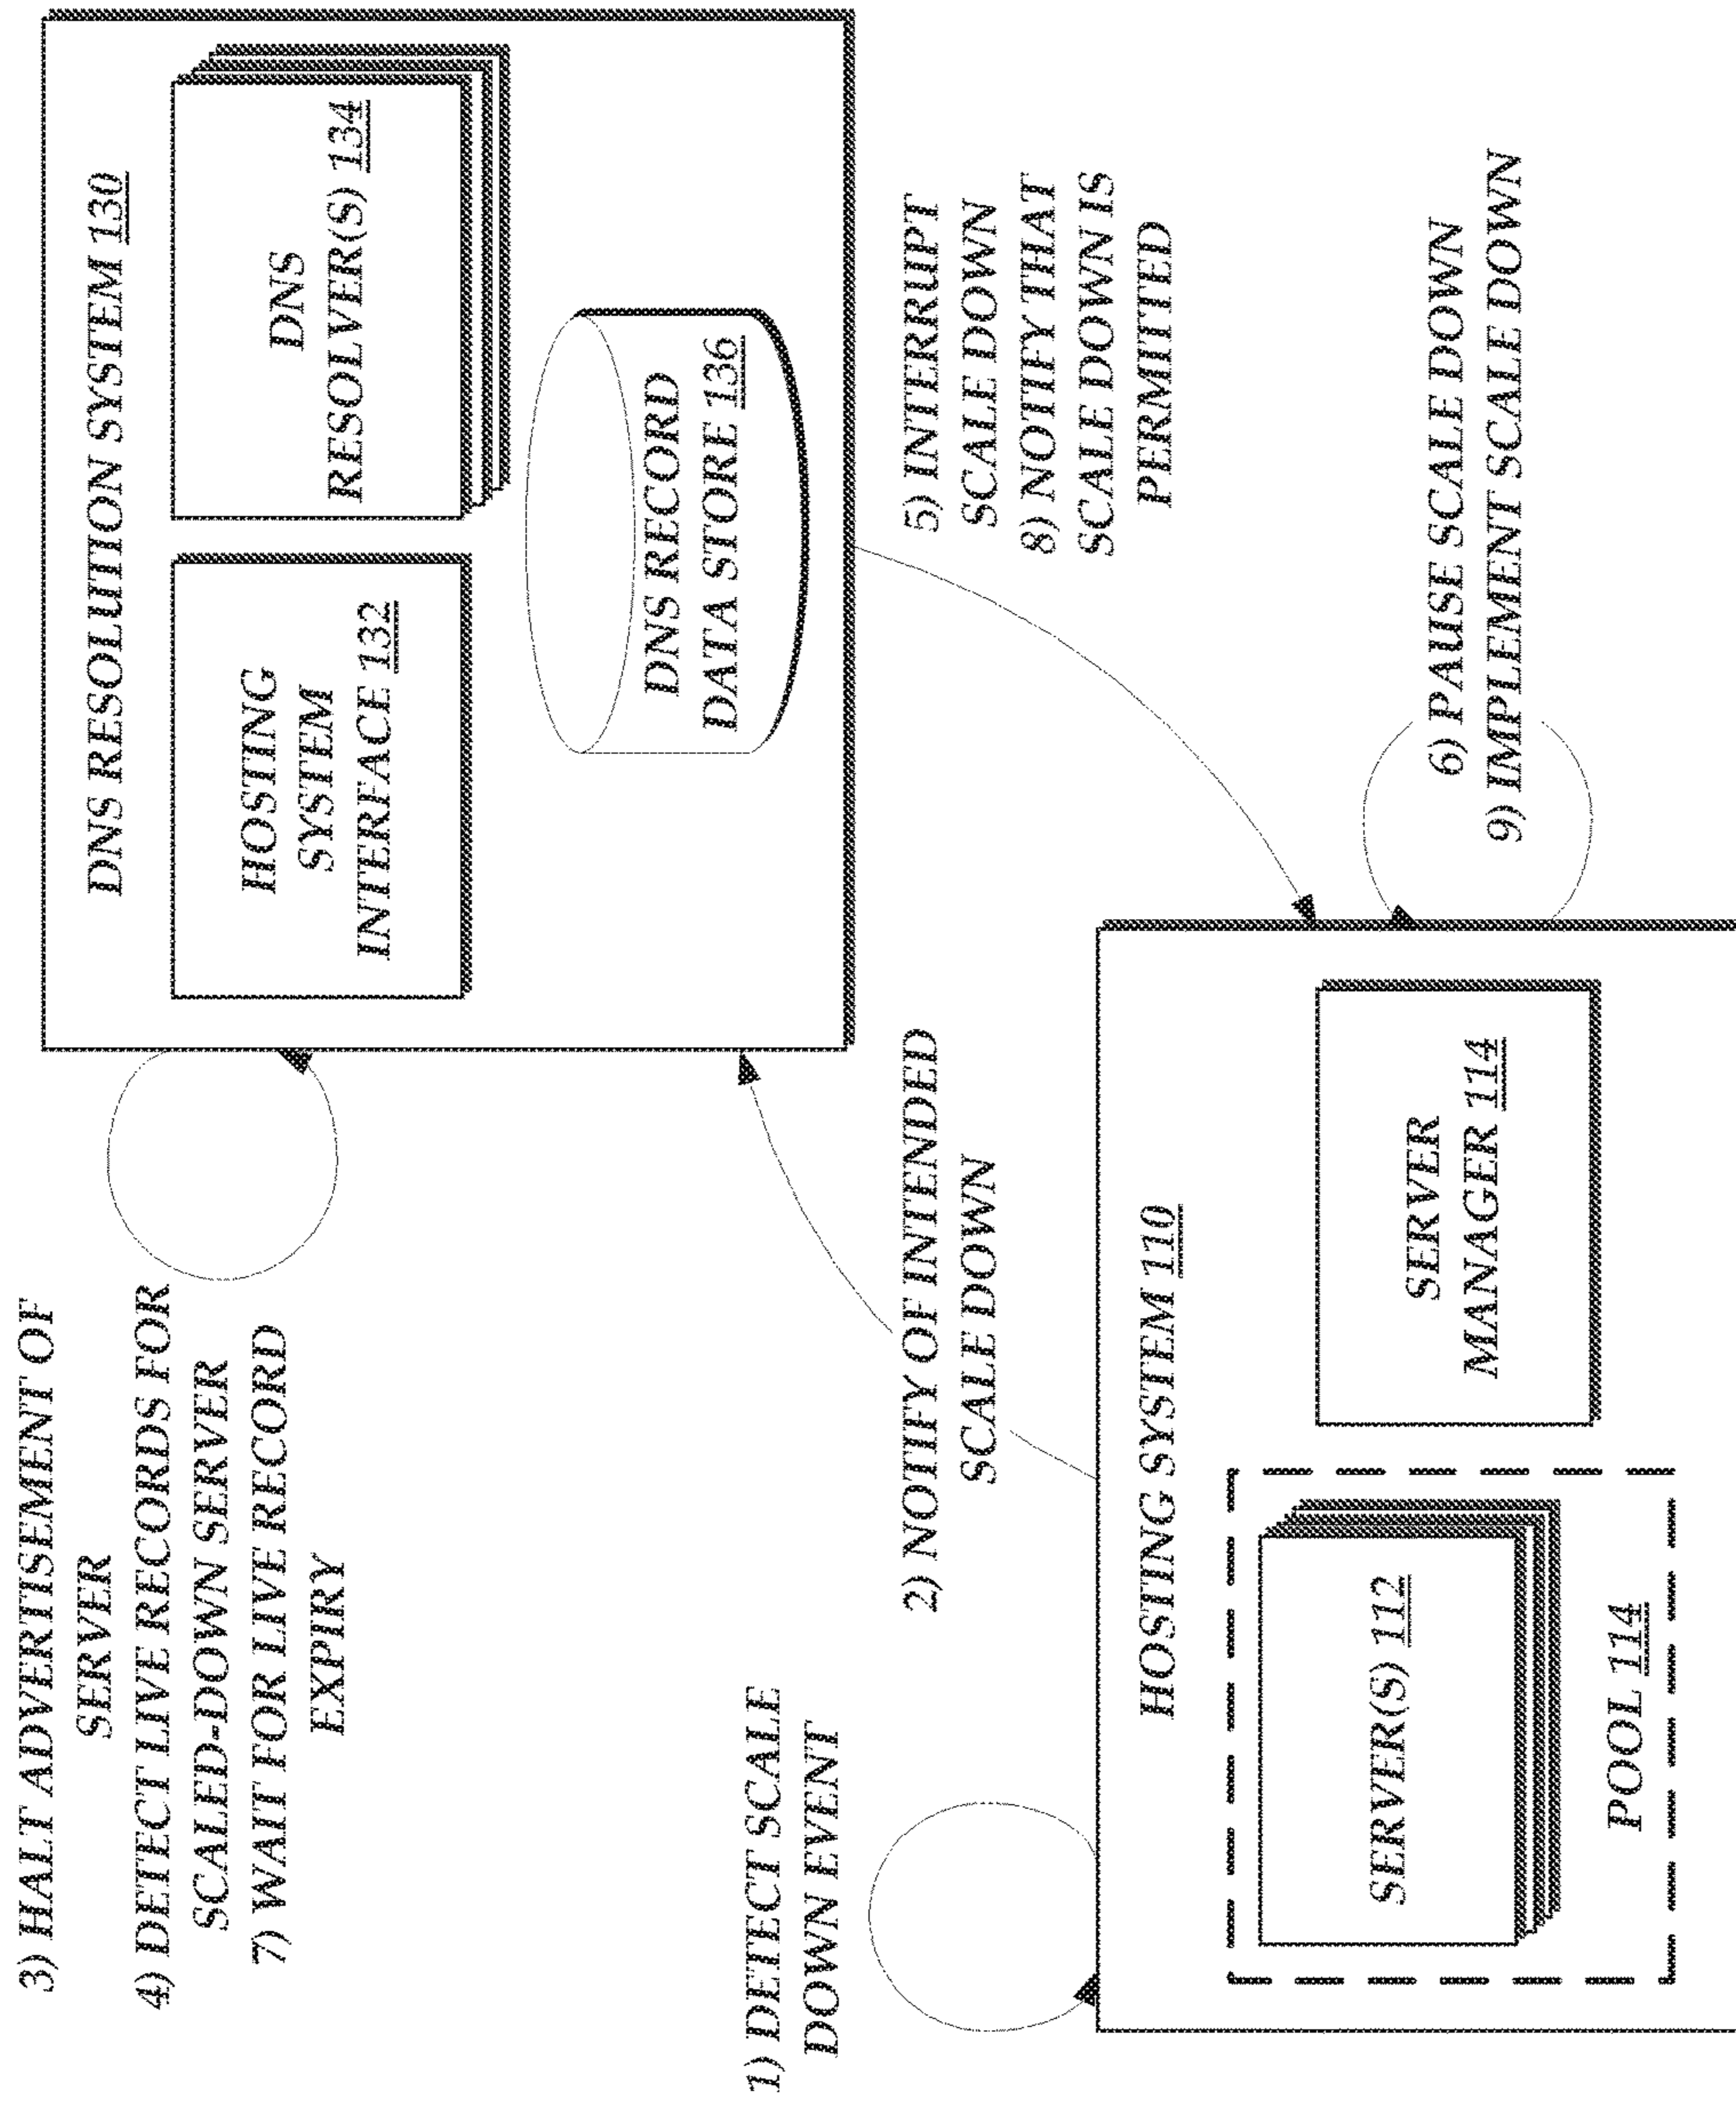 3) HALT ADVERTISEMENT OF
SERVER
4) DETECT LIVE RECORDS FOR
SCALED-DOWN SERVER
7) WAIT FOR LIVE RECORD
EXPIRY
DNS RESOLUTION SYSTEM 130
HOSTING
SYSTEM
INTERFACE 132
DNS
RESOLVER(S) 134
DNS RECORD
DATA STORE 136
1) DETECT SCALE
DOWN EVENT
2) NOTIFY OF INTENDED
SCALE DOWN
5) INTERRUPT
SCALE DOWN
8) NOTIFY THAT
SCALE DOWN IS
PERMITTED
HOSTING SYSTEM 110
SERVER(S) 112
POOL 114
SERVER
MANAGER 114
6) PAUSE SCALE DOWN
9) IMPLEMENT SCALE DOWN